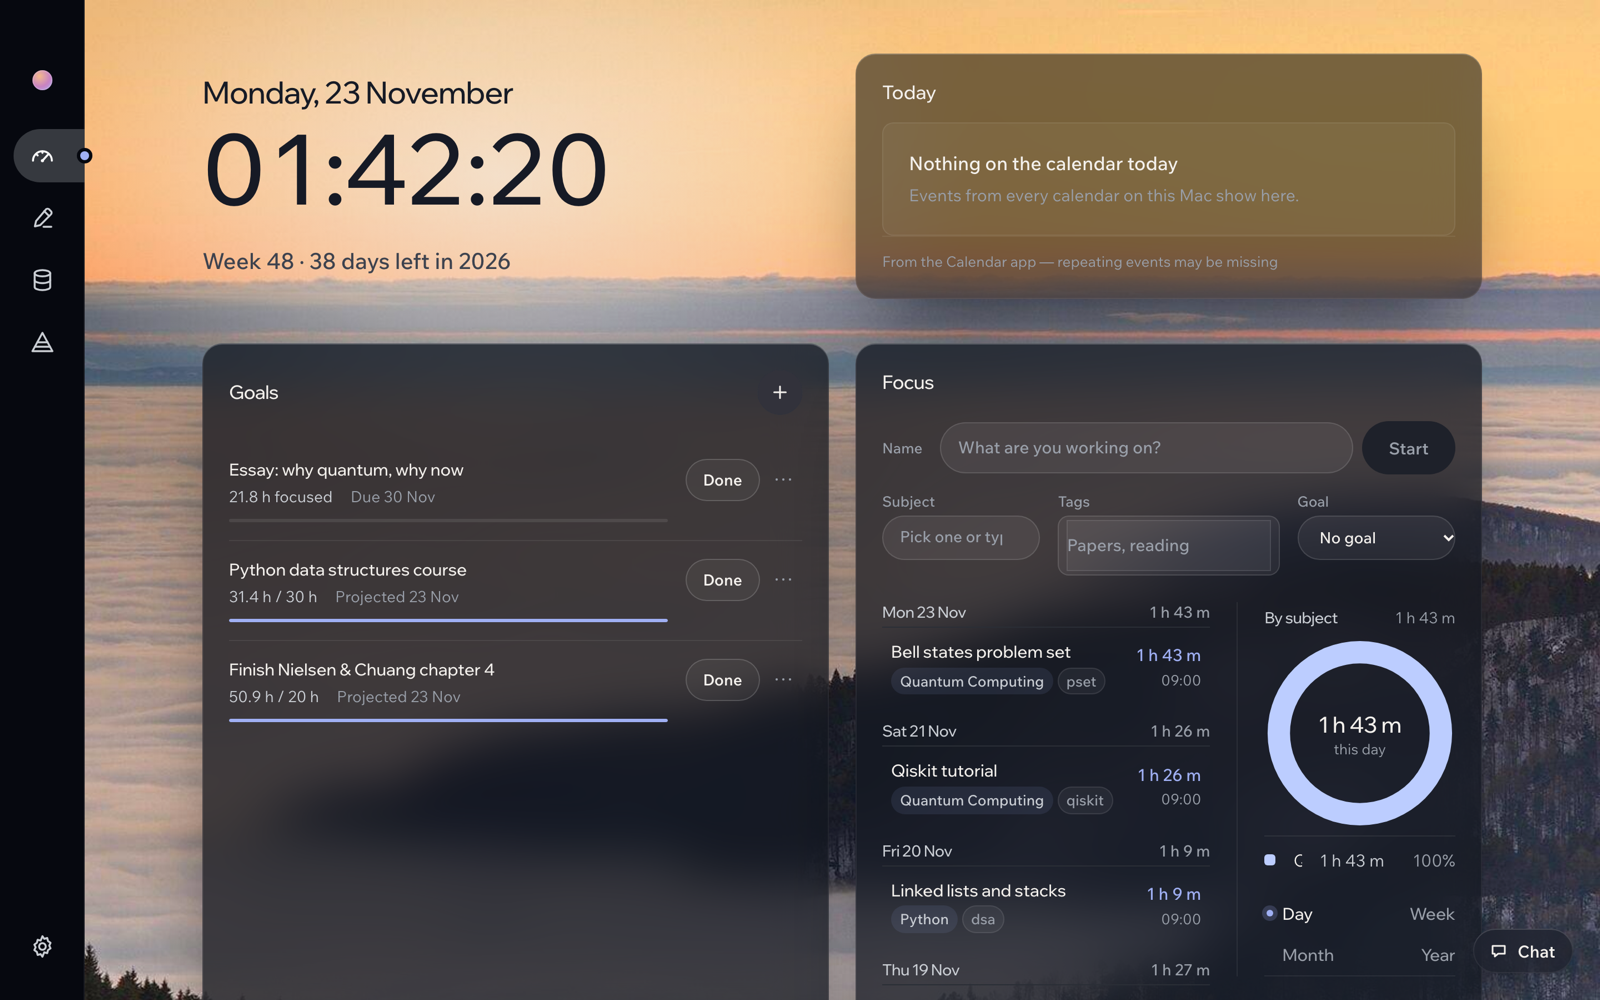 Monday, 23 November
01:42:20
Week 48 · 38 days left in 2026
Today
Nothing on the calendar today
Events from every calendar on this Mac show here.
From the Calendar app — repeating events may be missing
Goals
+
Essay: why quantum, why now
21.8 h focused Due 30 Nov
Done ···
Python data structures course
31.4 h / 30 h Projected 23 Nov
Done ···
Finish Nielsen & Chuang chapter 4
50.9 h / 20 h Projected 23 Nov
Done ···
Focus
Name What are you working on? Start
Subject Tags Goal
Pick one or ty Papers, reading No goal
Mon 23 Nov 1 h 43 m
Bell states problem set 1 h 43 m
Quantum Computing pset 09:00
Sat 21 Nov 1 h 26 m
Qiskit tutorial 1 h 26 m
Quantum Computing qiskit 09:00
Fri 20 Nov 1 h 9 m
Linked lists and stacks 1 h 9 m
Python dsa 09:00
Thu 19 Nov 1 h 27 m
By subject 1 h 43 m
1 h 43 m
this day
1 h 43 m 100%
Day Week
Month Year
Chat